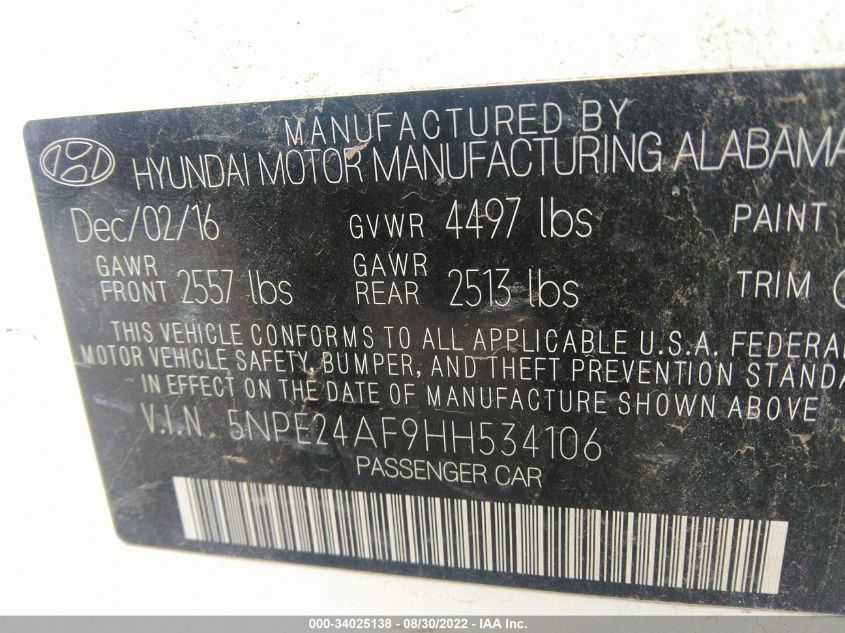 MANUFACTURED BY
HYUNDAI MOTOR MANUFACTURING ALABAMA
Dec/02/16 GVWR 4497 lbs PAINT
GAWR FRONT 2557 lbs GAWR REAR 2513 lbs TRIM
THIS VEHICLE CONFORMS TO ALL APPLICABLE U.S.A. FEDERAL
MOTOR VEHICLE SAFETY, BUMPER, AND THEFT PREVENTION STANDA
IN EFFECT ON THE DATE OF MANUFACTURE SHOWN ABOVE
V.I.N. 5NPE24AF9HH534106
PASSENGER CAR
000-34025138 - 08/30/2022 - IAA Inc.